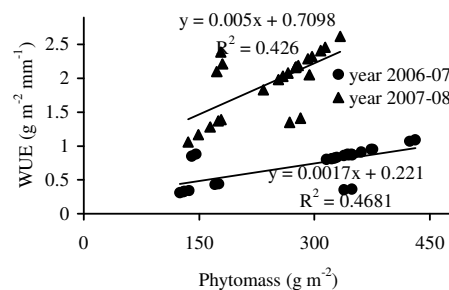 y = 0.005x + 0.7098
R² = 0.426
2.5
2
1.5
1
0.5
0
WUE (g m⁻² mm⁻¹)
year 2006-07
year 2007-08
y = 0.0017x + 0.221
R² = 0.4681
0 150 300 450
Phytomass (g m⁻²)